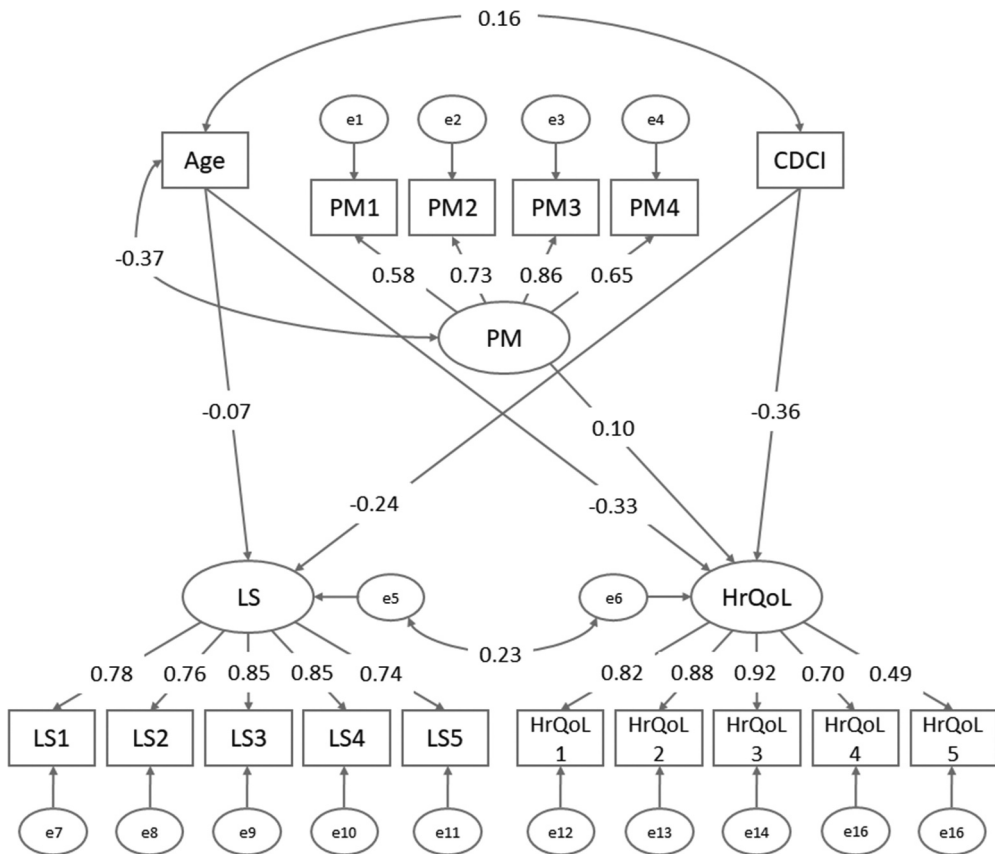 0.16
e1 e2 e3 e4
Age CDCI
PM1 PM2 PM3 PM4
-0.37
0.58 0.73 0.86 0.65
PM
-0.07 -0.36
0.10
-0.24 -0.33
LS e5 e6 HrQoL
0.23
0.78 0.76 0.85 0.85 0.74 0.82 0.88 0.92 0.70 0.49
LS1 LS2 LS3 LS4 LS5
HrQoL HrQoL HrQoL HrQoL HrQoL
1 2 3 4 5
e7 e8 e9 e10 e11 e12 e13 e14 e16 e16